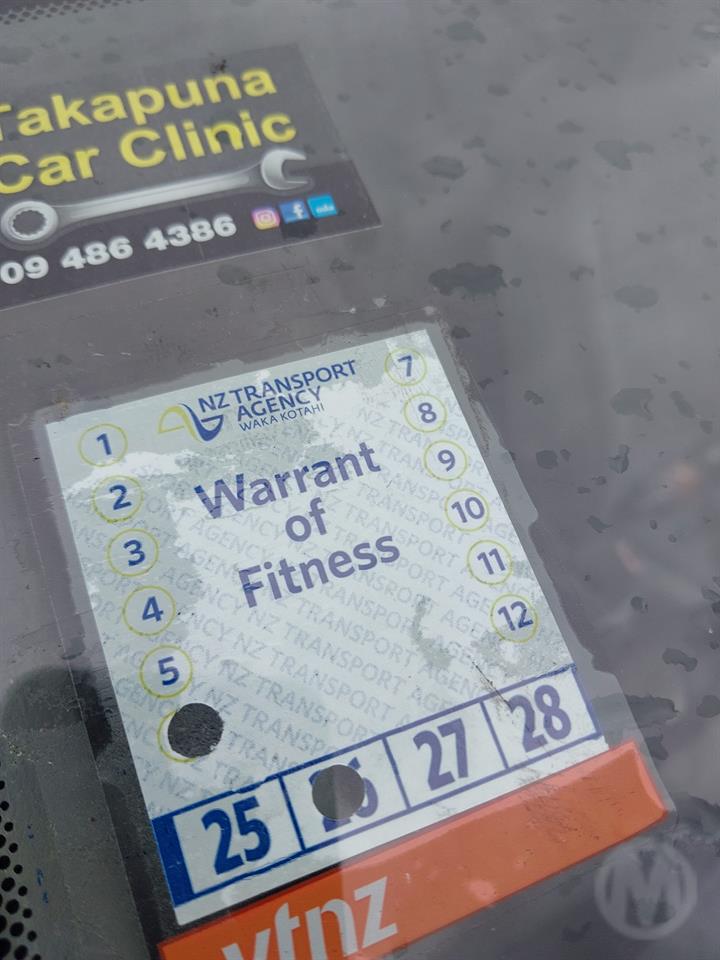 Takapuna
Car Clinic
09 486 4386
NZ TRANSPORT
AGENCY
WAKA KOTAHI
Warrant
of
Fitness
1
2
3
4
5
7
8
9
10
11
12
25 27 28
vtnz
M